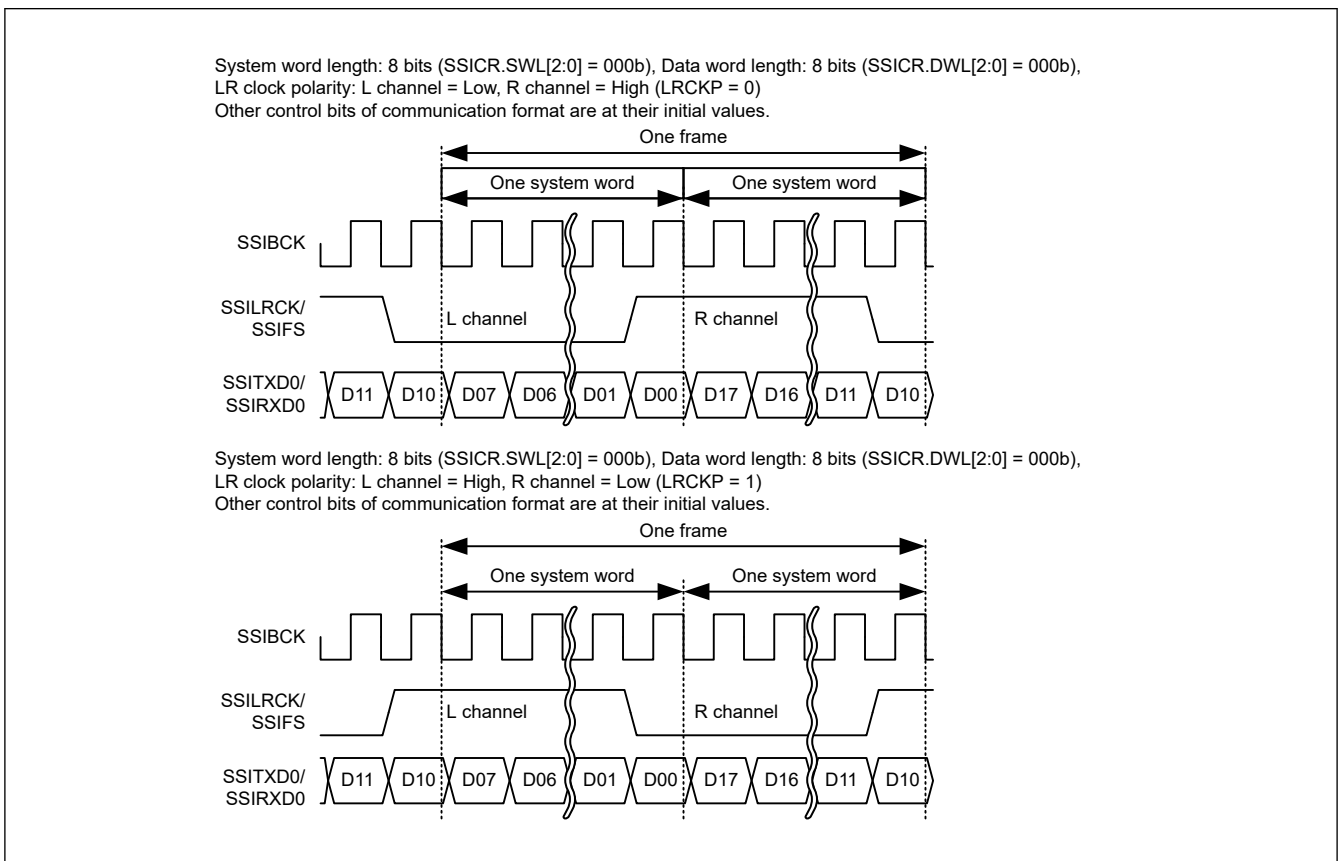 System word length: 8 bits (SSICR.SWL[2:0] = 000b), Data word length: 8 bits (SSICR.DWL[2:0] = 000b),
LR clock polarity: L channel = Low, R channel = High (LRCKP = 0)
Other control bits of communication format are at their initial values.
One frame
One system word One system word
SSIBCK
SSILRCK/
SSIFS
L channel R channel
SSITXD0/
SSIRXD0
D11 D10 D07 D06 D01 D00 D17 D16 D11 D10
System word length: 8 bits (SSICR.SWL[2:0] = 000b), Data word length: 8 bits (SSICR.DWL[2:0] = 000b),
LR clock polarity: L channel = High, R channel = Low (LRCKP = 1)
Other control bits of communication format are at their initial values.
One frame
One system word One system word
SSIBCK
SSILRCK/
SSIFS
L channel R channel
SSITXD0/
SSIRXD0
D11 D10 D07 D06 D01 D00 D17 D16 D11 D10